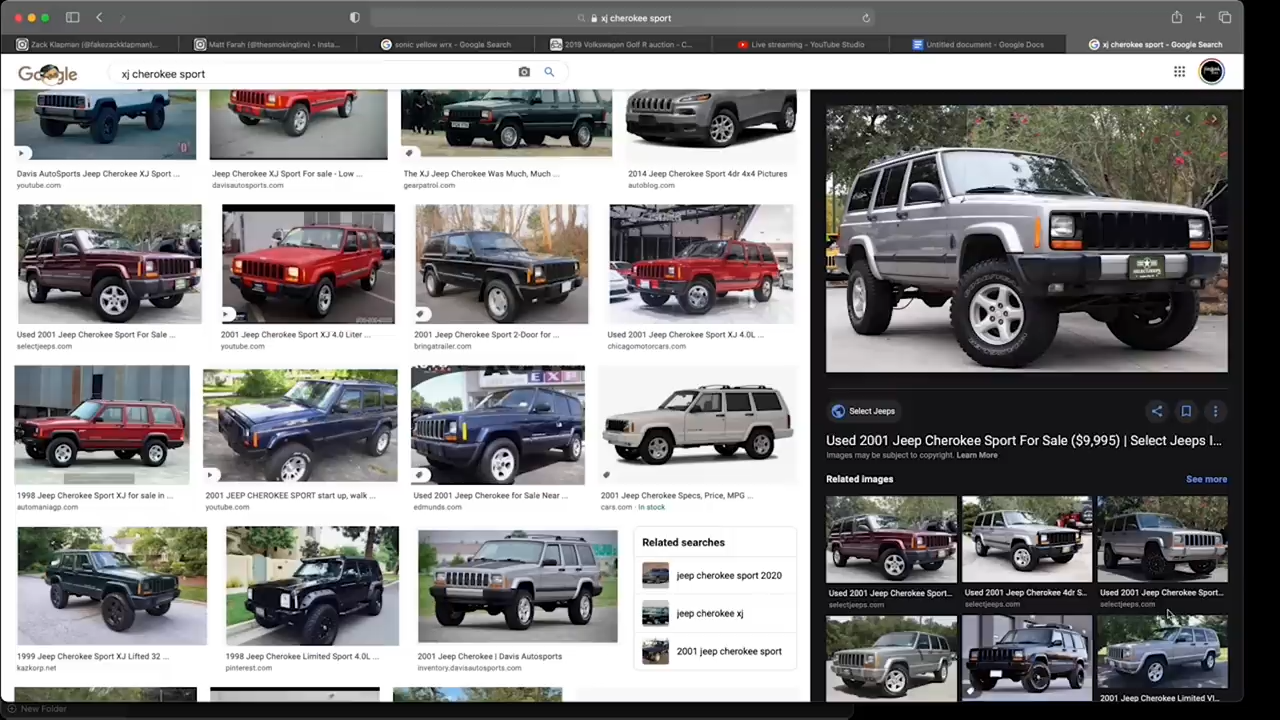 xj cherokee sport
Zack Klapman (@fakezackklapman)...
Matt Farah (@thesmokingtire) - Insta...
sonic yellow wrx - Google Search
2019 Volkswagen Golf R auction - C...
Live streaming - YouTube Studio
Untitled document - Google Docs
xj cherokee sport - Google Search
Google
xj cherokee sport
Davis AutoSports Jeep Cherokee XJ Sport ...
youtube.com
Jeep Cherokee XJ Sport For sale - Low ...
davisautosports.com
The XJ Jeep Cherokee Was Much, Much ...
gearpatrol.com
2014 Jeep Cherokee Sport 4dr 4x4 Pictures
autoblog.com
Used 2001 Jeep Cherokee Sport For Sale ...
selectjeeps.com
2001 Jeep Cherokee Sport XJ 4.0 Liter ...
youtube.com
2001 Jeep Cherokee Sport 2-Door for ...
bringatrailer.com
Used 2001 Jeep Cherokee Sport XJ 4.0L ...
chicagomotorcars.com
1998 Jeep Cherokee Sport XJ for sale in ...
automaniagp.com
2001 JEEP CHEROKEE SPORT start up, walk ...
youtube.com
Used 2001 Jeep Cherokee for Sale Near ...
edmunds.com
2001 Jeep Cherokee Specs, Price, MPG ...
cars.com · In stock
1999 Jeep Cherokee Sport XJ Lifted 32 ...
kazkorp.net
1998 Jeep Cherokee Limited Sport 4.0L ...
pinterest.com
2001 Jeep Cherokee | Davis Autosports
inventory.davisautosports.com
Related searches
jeep cherokee sport 2020
jeep cherokee xj
2001 jeep cherokee sport
Select Jeeps
Used 2001 Jeep Cherokee Sport For Sale ($9,995) | Select Jeeps I...
Images may be subject to copyright. Learn More
Related images
See more
Used 2001 Jeep Cherokee Sport...
selectjeeps.com
Used 2001 Jeep Cherokee 4dr S...
selectjeeps.com
Used 2001 Jeep Cherokee Sport...
selectjeeps.com
2001 Jeep Cherokee Limited VI...
New Folder